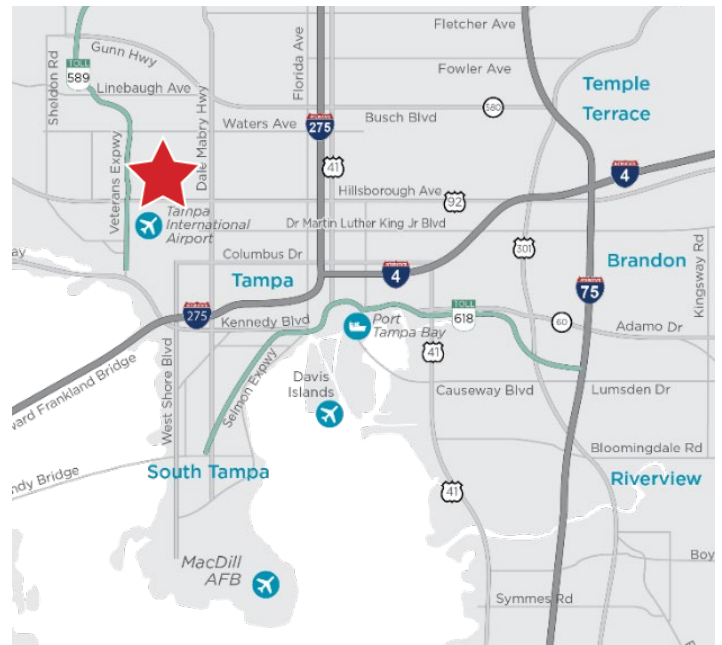 Fletcher Ave
Gunn Hwy
Sheldon Rd
TOLL
589
Linebaugh Ave
Florida Ave
Fowler Ave
Temple
Terrace
580
Dale Mabry Hwy
Waters Ave
275
Busch Blvd
41
4
Veterans Expwy
Hillsborough Ave
92
Tampa
International
Airport
Dr Martin Luther King Jr Blvd
301
Kingsway Rd
ay
Columbus Dr
Tampa
4
Brandon
75
275
Kennedy Blvd
Port
Tampa Bay
TOLL
618
60
Adamo Dr
41
ward Frankland Bridge
West Shore Blvd
Selmon Expwy
Davis
Islands
Causeway Blvd
Lumsden Dr
Bloomingdale Rd
ndy Bridge
South Tampa
41
Riverview
MacDill
AFB
Boy
Symmes Rd